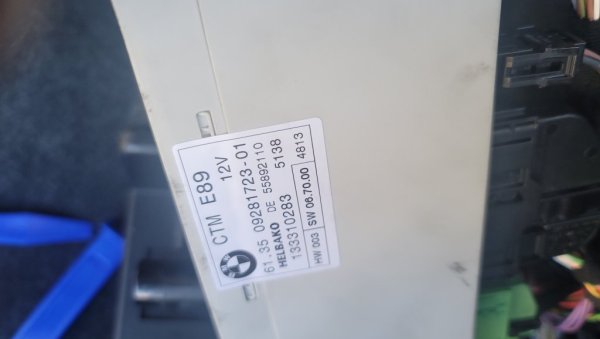 CTM E89
12V
61.35 09281723-01
HELBAKO DE 55892110
133310283 5138
HW 003 SW 06.70.00 4813